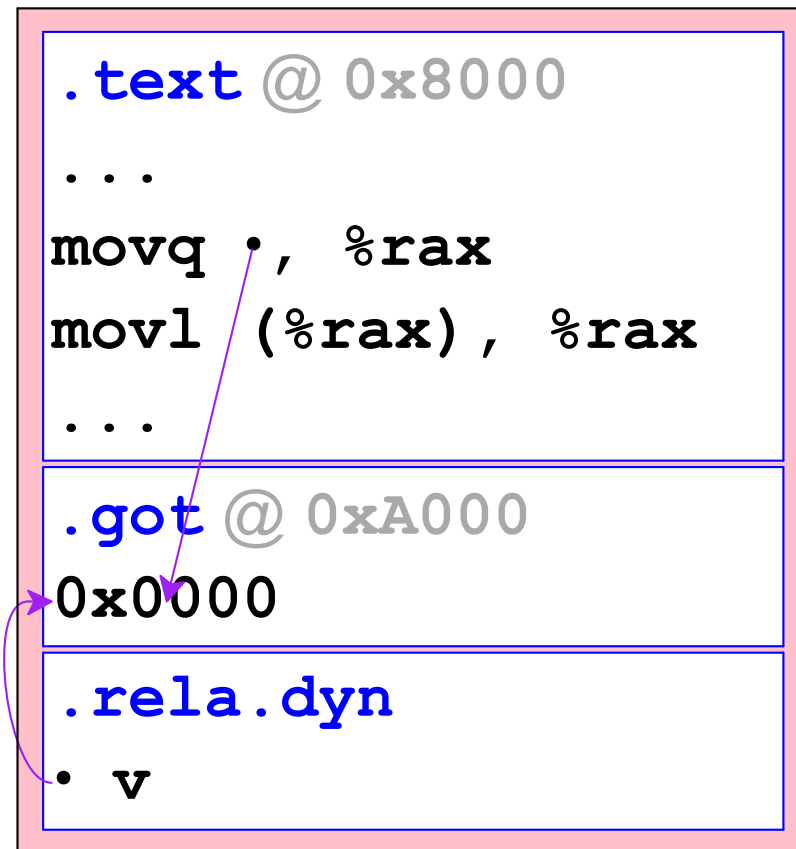 .text @ 0x8000
...
movq •, %rax
movl (%rax), %rax
...
.got @ 0xA000
0x0000
.rela.dyn
• v